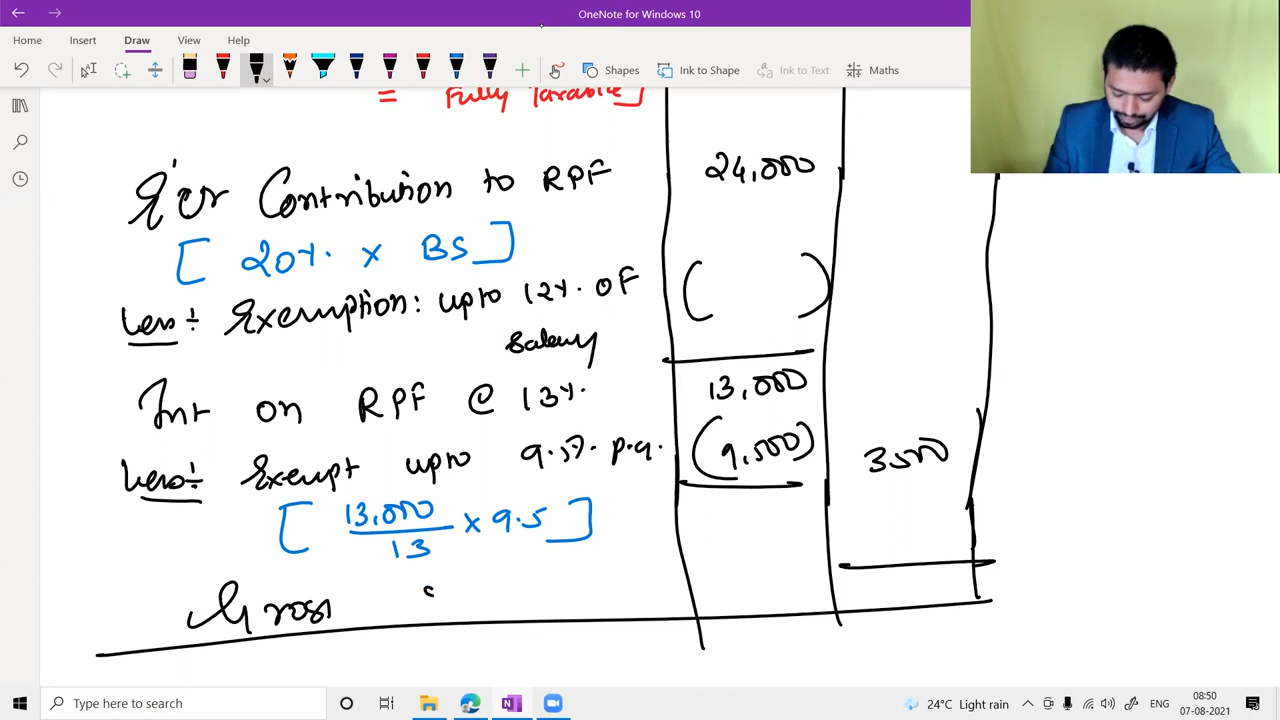 OneNote for Windows 10
Home Insert Draw View Help
Shapes Ink to Shape Ink to Text Maths
= Fully Taxable]
E'er Contribution to RPF 24,000
[ 20% x BS ]
Less:- Exemption: upto 12% OF ( )
Salary
Int on RPF @ 13% 13,000
Less:- Exempt upto 9.5% p.a. (9,500) 3500
[ 13,000 / 13 x 9.5 ]
Gross S
Type here to search
24°C Light rain ENG 08:50
07-08-2021